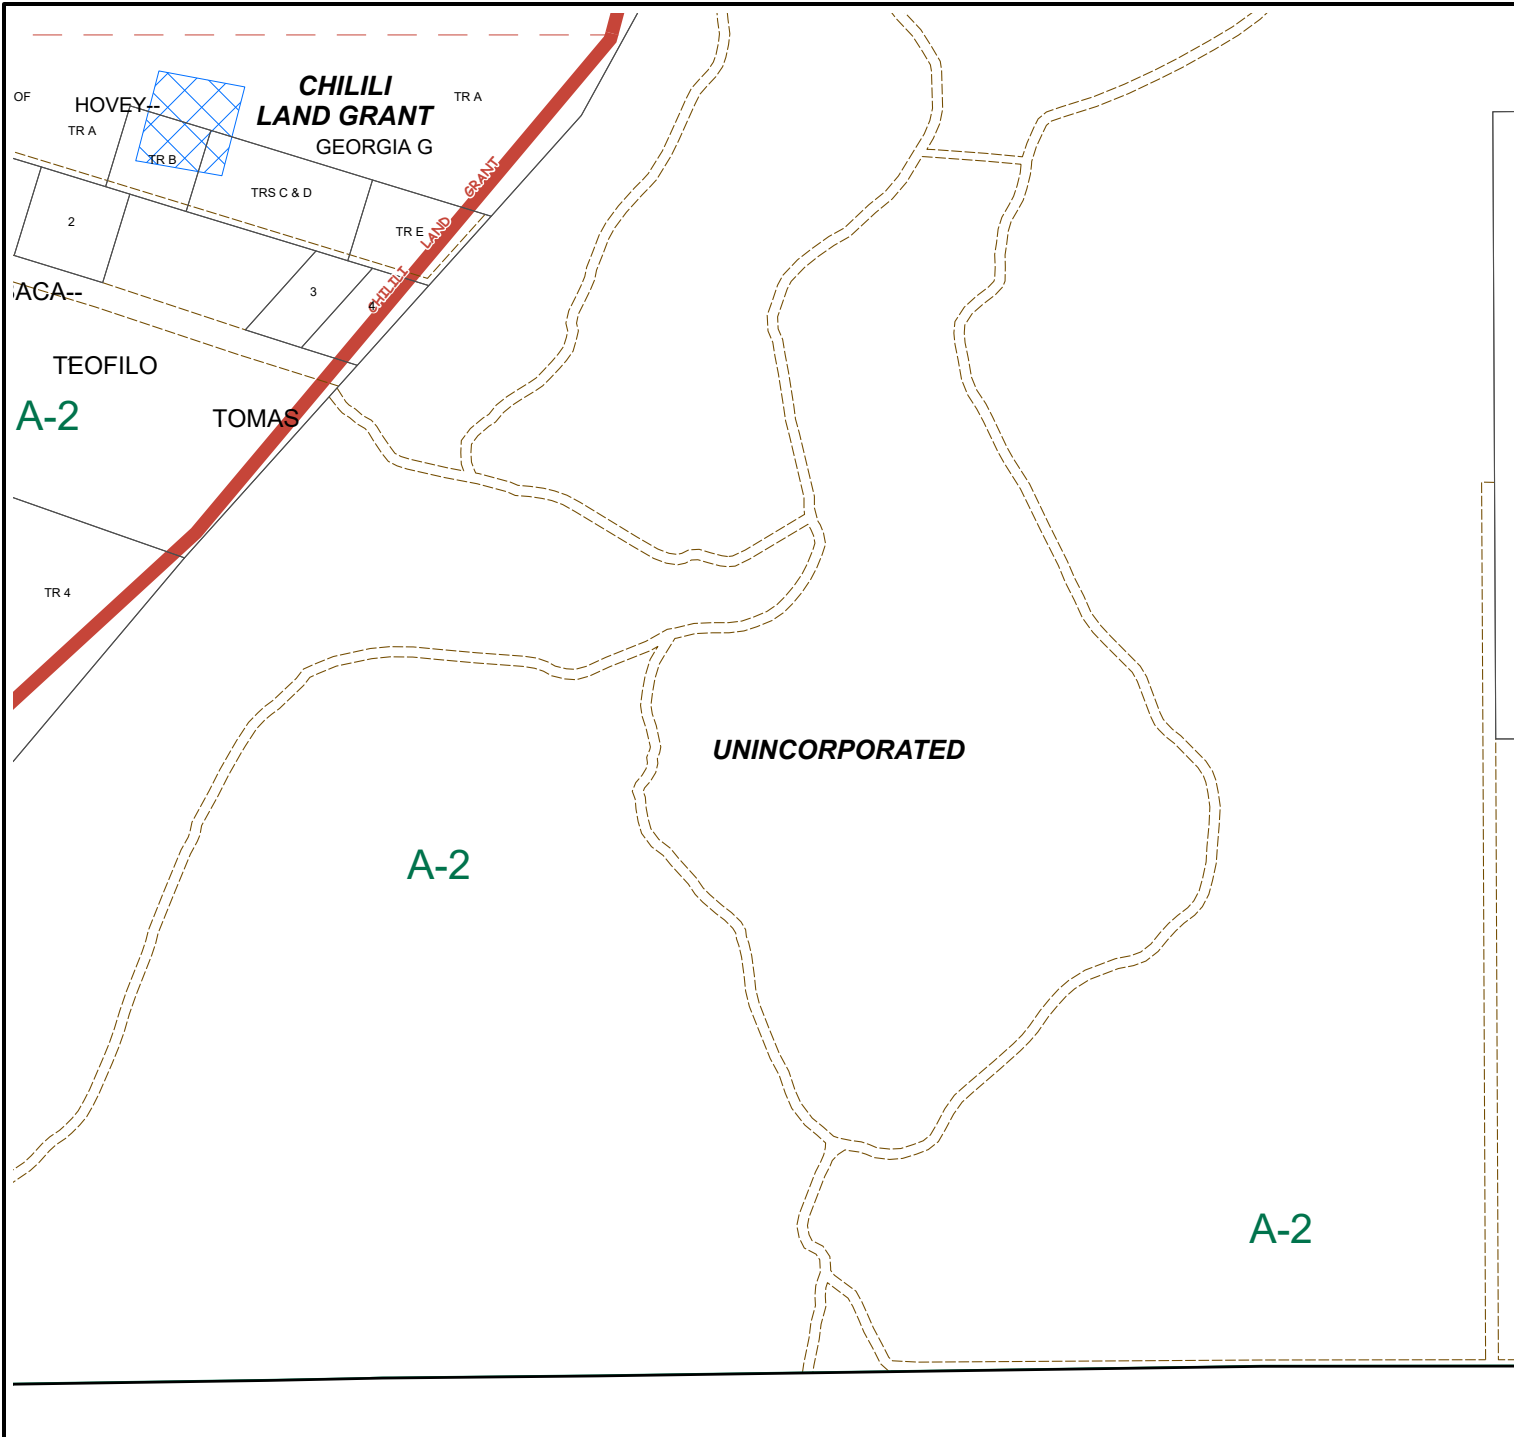 CHILILI
LAND GRANT
GEORGIA G
TR A
OF
HOVEY--
TR A
TR B
TRS C & D
TR E
CHILILI LAND GRANT
2
3
4
ACA--
TEOFILO
TOMAS
A-2
TR 4
UNINCORPORATED
A-2
A-2